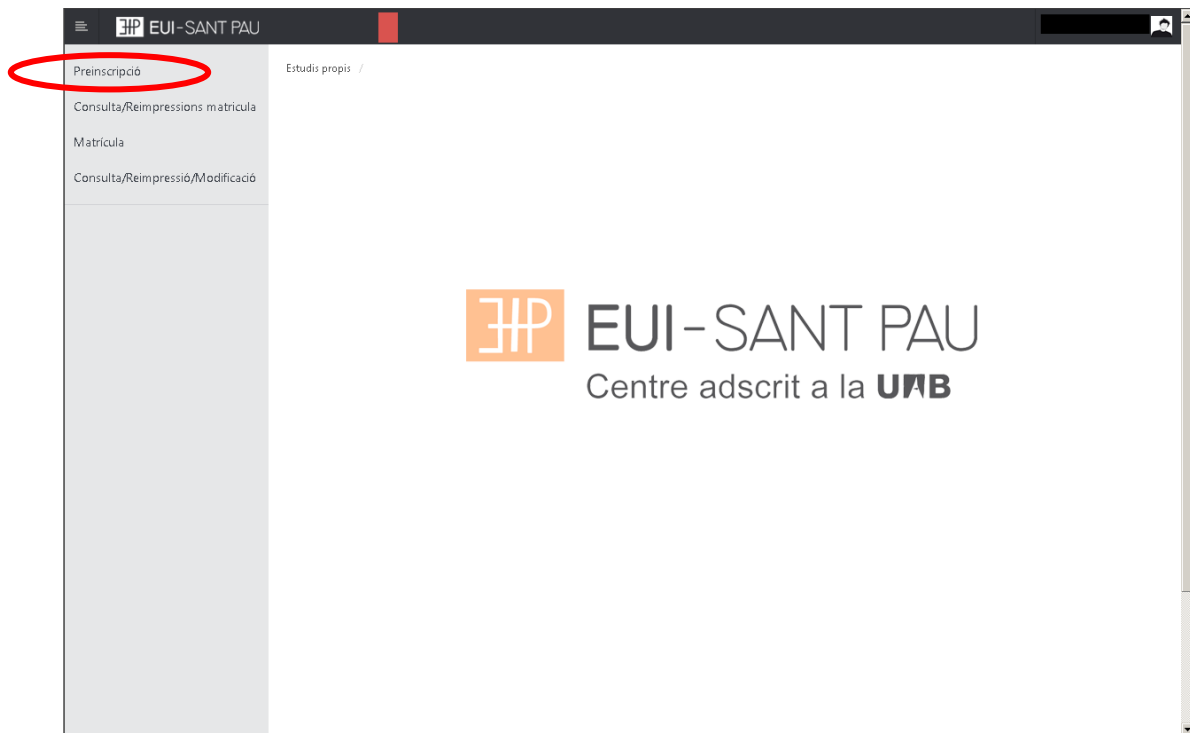 EUI-SANT PAU
Preinscripció
Estudis propis /
Consulta/Reimpressions matricula
Matrícula
Consulta/Reimpressió/Modificació
EUI-SANT PAU
Centre adscrit a la UAB